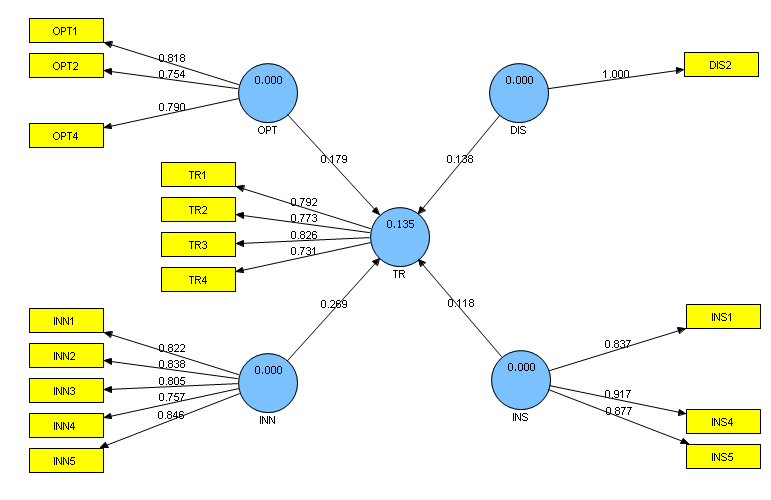 OPT1
0.818
OPT2
0.754
OPT4
0.790
0.000
OPT
0.000
DIS
1.000
DIS2
0.179
0.138
TR1
0.792
TR2
0.773
TR3
0.826
TR4
0.731
0.135
TR
0.269
0.118
INN1
0.822
INN2
0.838
INN3
0.805
INN4
0.757
INN5
0.846
0.000
INN
0.000
INS
0.837
INS1
0.917
INS4
0.877
INS5